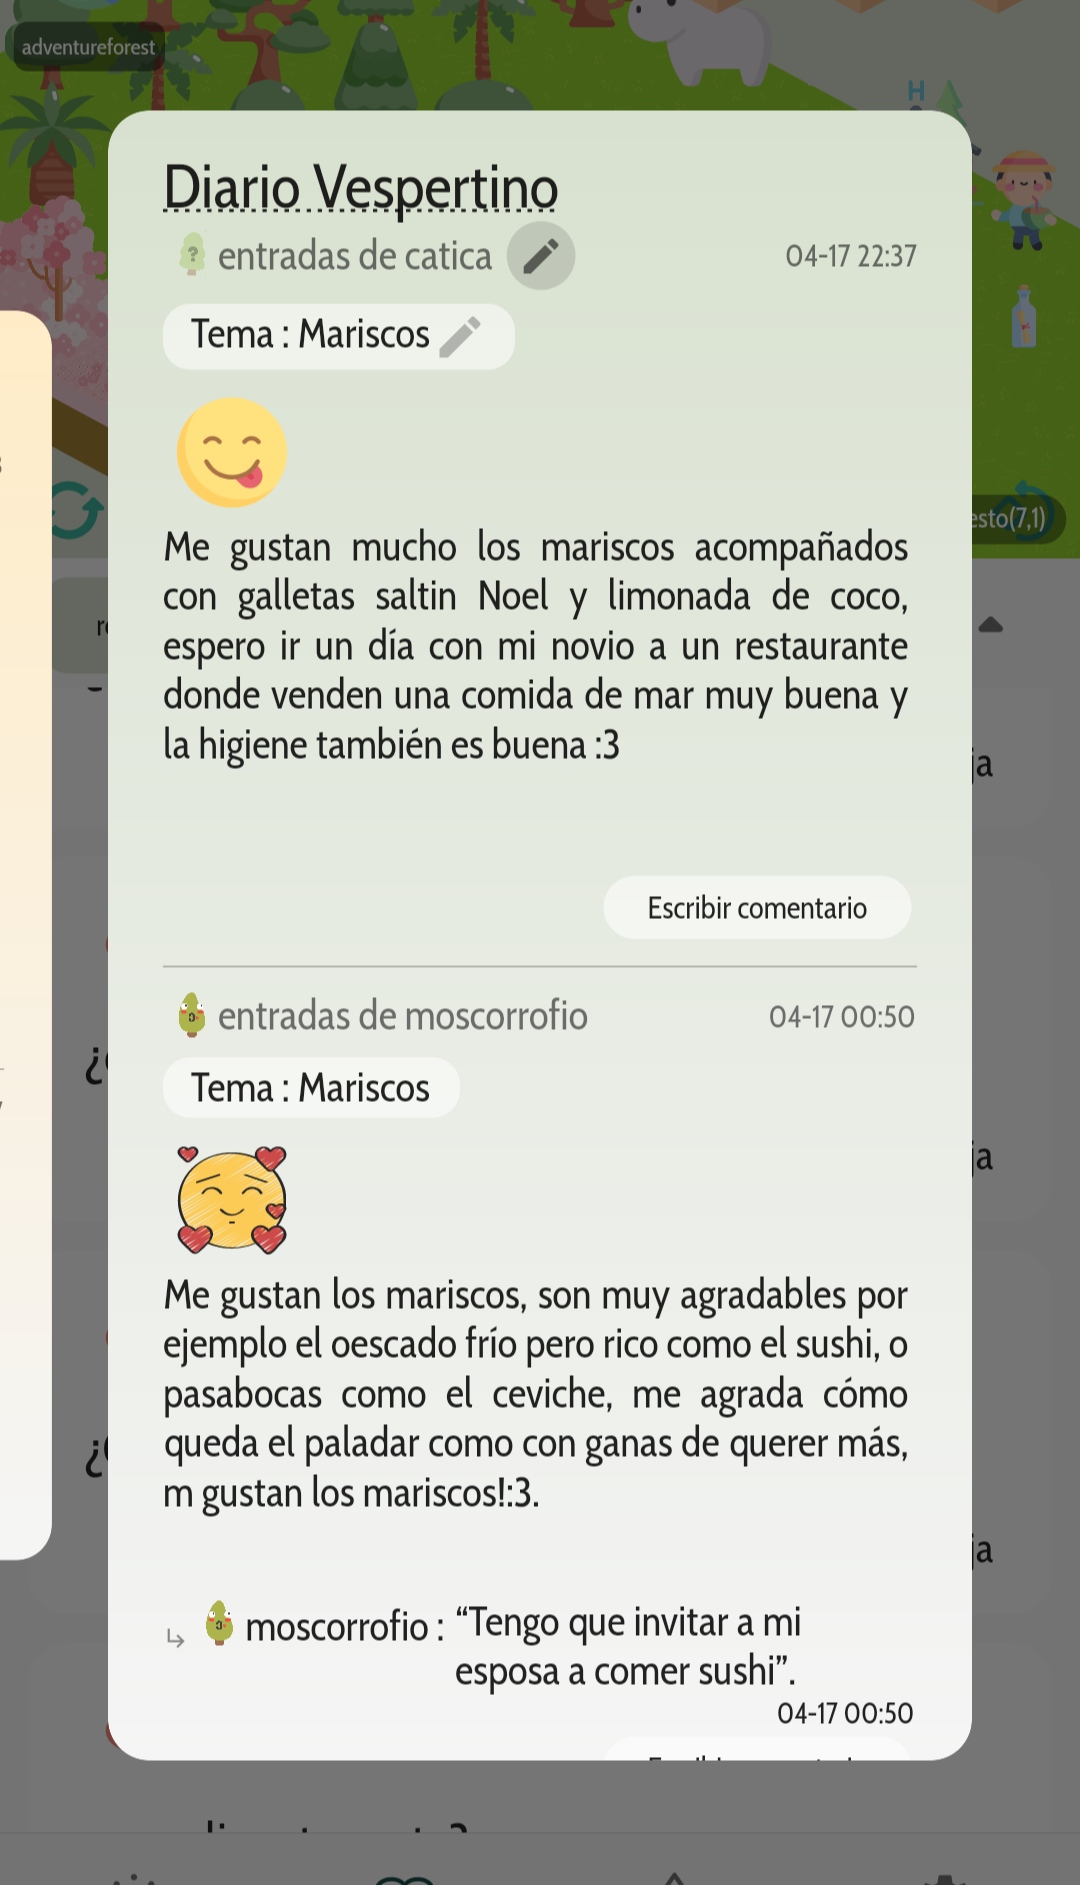 adventureforest
H
Diario Vespertino
? entradas de catica
04-17 22:37
Tema : Mariscos
esto(7,1)
Me gustan mucho los mariscos acompañados
con galletas saltin Noel y limonada de coco,
espero ir un día con mi novio a un restaurante
donde venden una comida de mar muy buena y
la higiene también es buena :3
ja
Escribir comentario
entradas de moscorrofio
04-17 00:50
Tema : Mariscos
ja
Me gustan los mariscos, son muy agradables por
ejemplo el oescado frío pero rico como el sushi, o
pasabocas como el ceviche, me agrada cómo
queda el paladar como con ganas de querer más,
m gustan los mariscos!:3.
ja
moscorrofio : “Tengo que invitar a mi
esposa a comer sushi”.
04-17 00:50